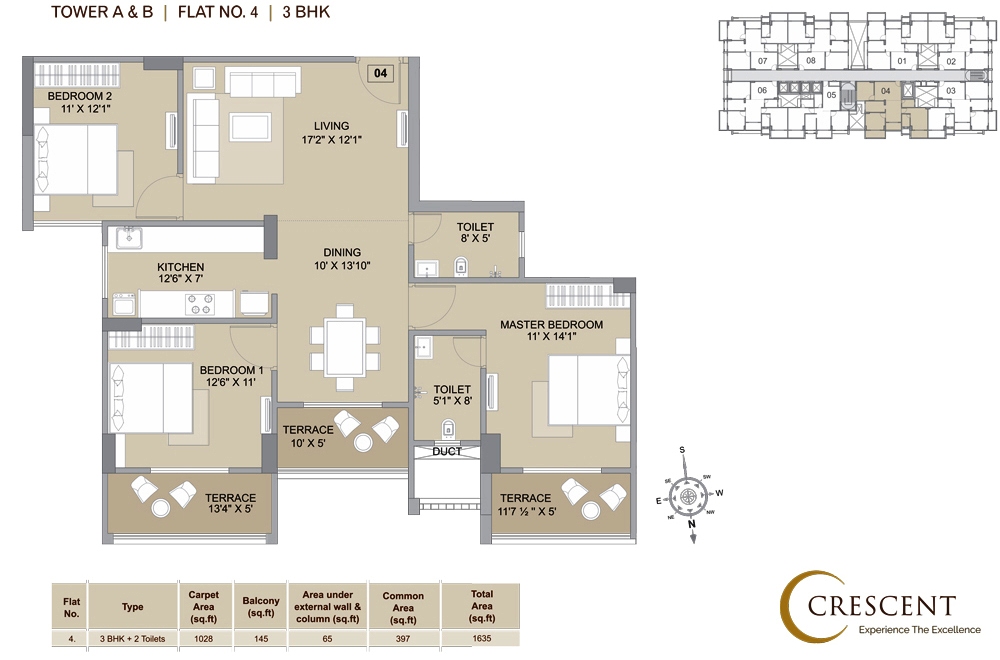 TOWER A & B | FLAT NO. 4 | 3 BHK
07 08 01 02
06 05 04 03
04
BEDROOM 2
11' X 12'1"
LIVING
17'2" X 12'1"
TOILET
8' X 5'
KITCHEN
12'6" X 7'
DINING
10' X 13'10"
MASTER BEDROOM
11' X 14'1"
BEDROOM 1
12'6" X 11'
TOILET
5'1" X 8'
TERRACE
10' X 5'
DUCT
TERRACE
13'4" X 5'
TERRACE
11'7 ½ " X 5'
S
SE SW
E W
NE NW
N
Flat No. Type Carpet Area (sq.ft) Balcony (sq.ft) Area under external wall & column (sq.ft) Common Area (sq.ft) Total Area (sq.ft)
4. 3 BHK + 2 Toilets 1028 145 65 397 1635
CRESCENT
Experience The Excellence